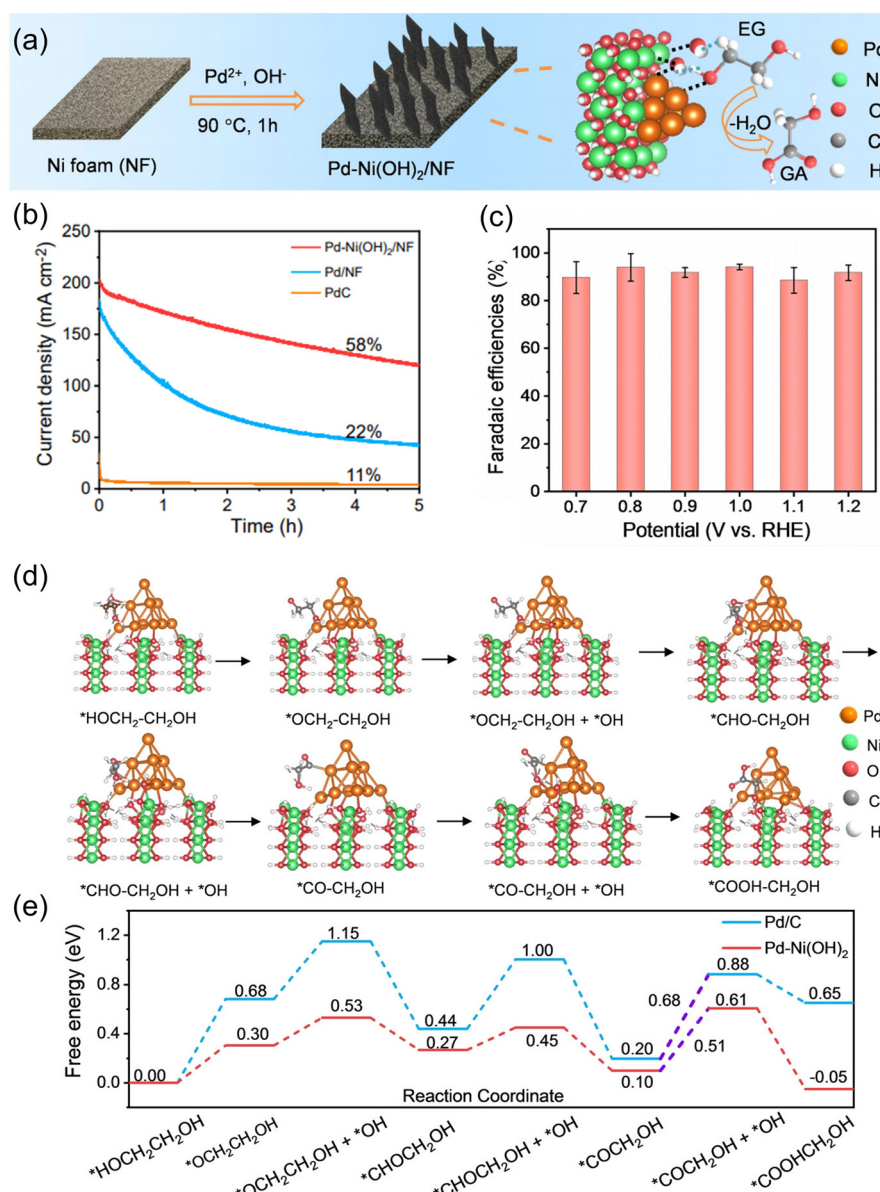 (a)
Pd²⁺, OH⁻
90 °C, 1h
Ni foam (NF)
Pd-Ni(OH)₂/NF
EG
-H₂O
GA
Pd
N
O
C
H
(b)
Current density (mA cm⁻²)
250
200
150
100
50
0
Pd-Ni(OH)₂/NF
Pd/NF
PdC
58%
22%
11%
0 1 2 3 4 5
Time (h)
(c)
Faradaic efficiencies (%)
100
80
60
40
20
0
0.7 0.8 0.9 1.0 1.1 1.2
Potential (V vs. RHE)
(d)
*HOCH₂-CH₂OH
*OCH₂-CH₂OH
*OCH₂-CH₂OH + *OH
*CHO-CH₂OH
Pd
Ni
O
C
H
*CHO-CH₂OH + *OH
*CO-CH₂OH
*CO-CH₂OH + *OH
*COOH-CH₂OH
(e)
Free energy (eV)
1.2
0.8
0.4
0.0
Pd/C
Pd-Ni(OH)₂
0.00
0.68
1.15
0.44
1.00
0.20
0.68
0.88
0.65
0.30
0.53
0.27
0.45
0.10
0.51
0.61
-0.05
Reaction Coordinate
*HOCH₂CH₂OH
*OCH₂CH₂OH
*OCH₂CH₂OH + *OH
*CHOCH₂OH
*CHOCH₂OH + *OH
*COCH₂OH
*COCH₂OH + *OH
*COOHCH₂OH